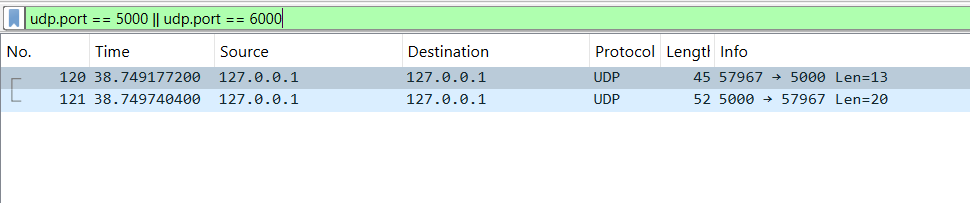 udp.port == 5000 || udp.port == 6000
No. Time Source Destination Protocol Lengtl Info
120 38.749177200 127.0.0.1 127.0.0.1 UDP 45 57967 → 5000 Len=13
121 38.749740400 127.0.0.1 127.0.0.1 UDP 52 5000 → 57967 Len=20